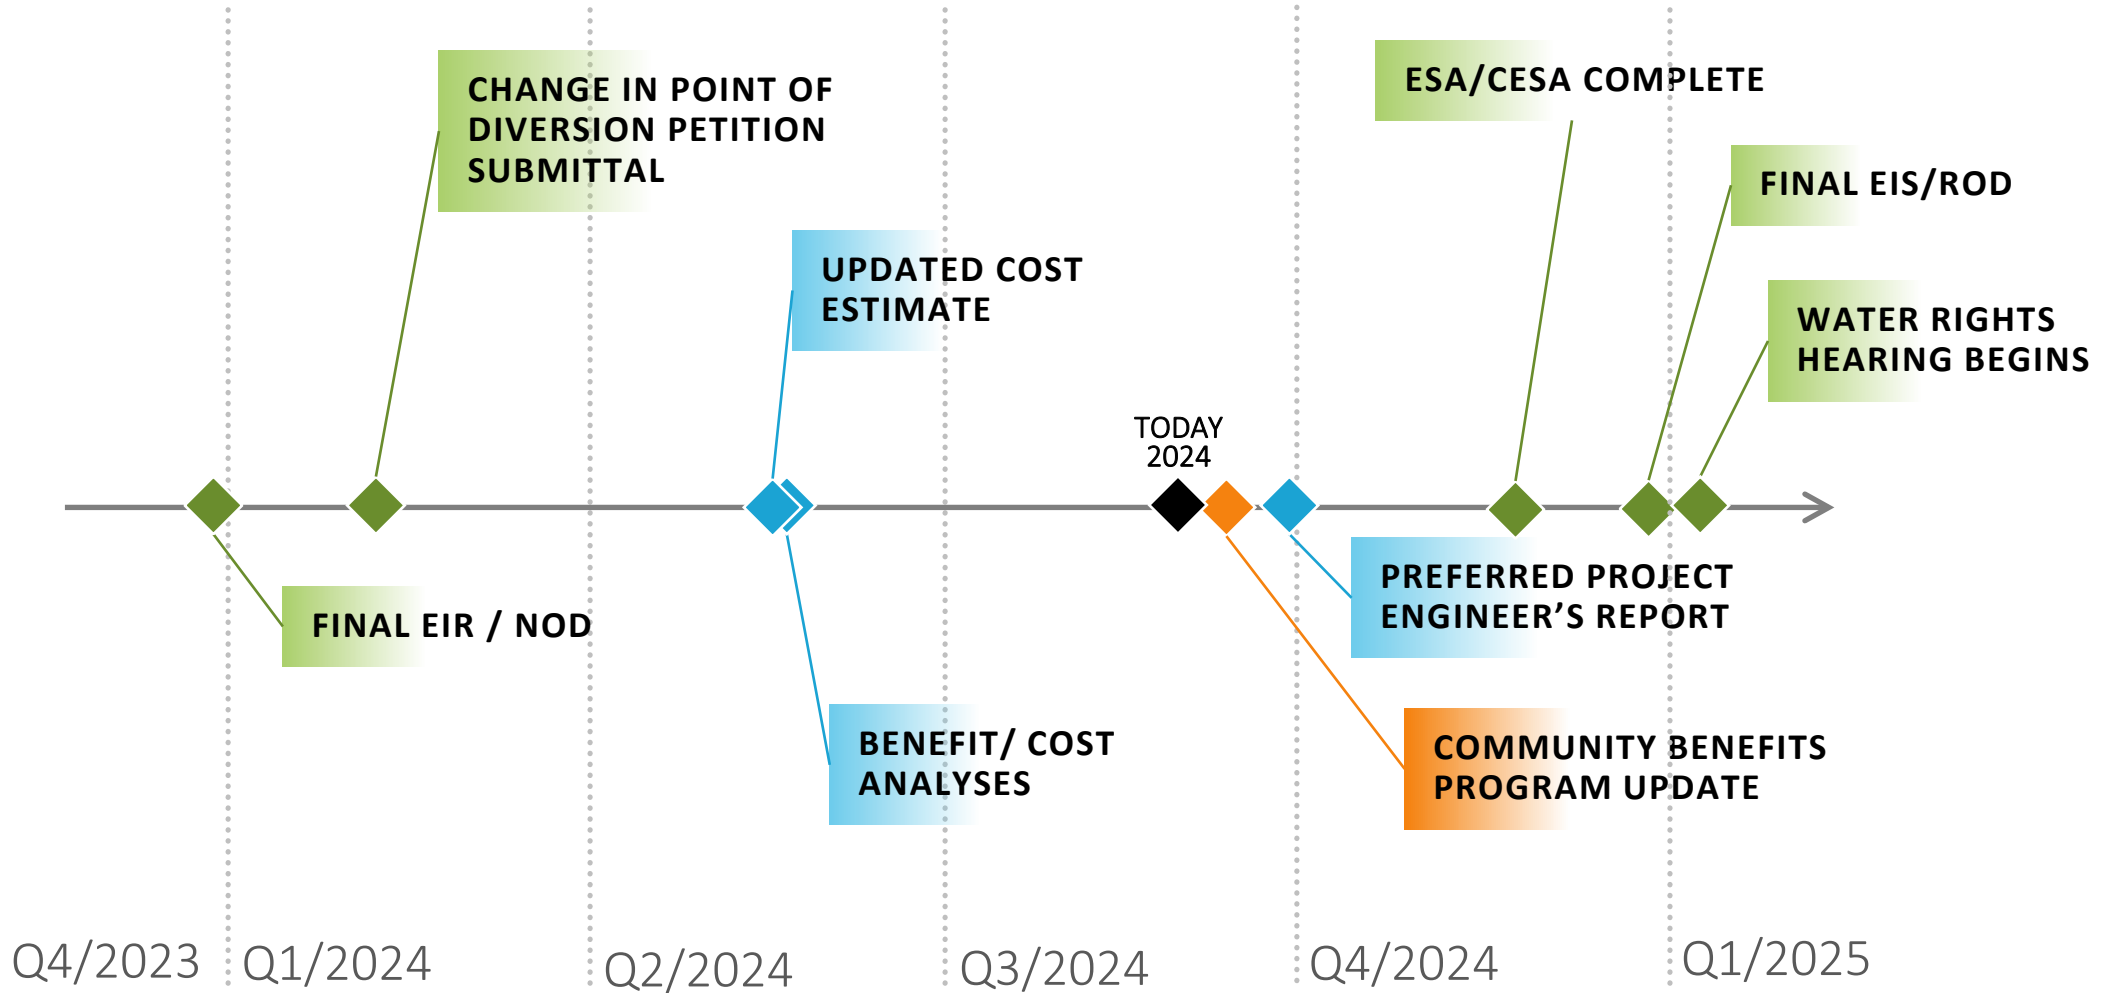 CHANGE IN POINT OF
DIVERSION PETITION
SUBMITTAL
ESA/CESA COMPLETE
FINAL EIS/ROD
UPDATED COST
ESTIMATE
WATER RIGHTS
HEARING BEGINS
TODAY
2024
FINAL EIR / NOD
PREFERRED PROJECT
ENGINEER’S REPORT
BENEFIT/ COST
ANALYSES
COMMUNITY BENEFITS
PROGRAM UPDATE
Q4/2023
Q1/2024
Q2/2024
Q3/2024
Q4/2024
Q1/2025